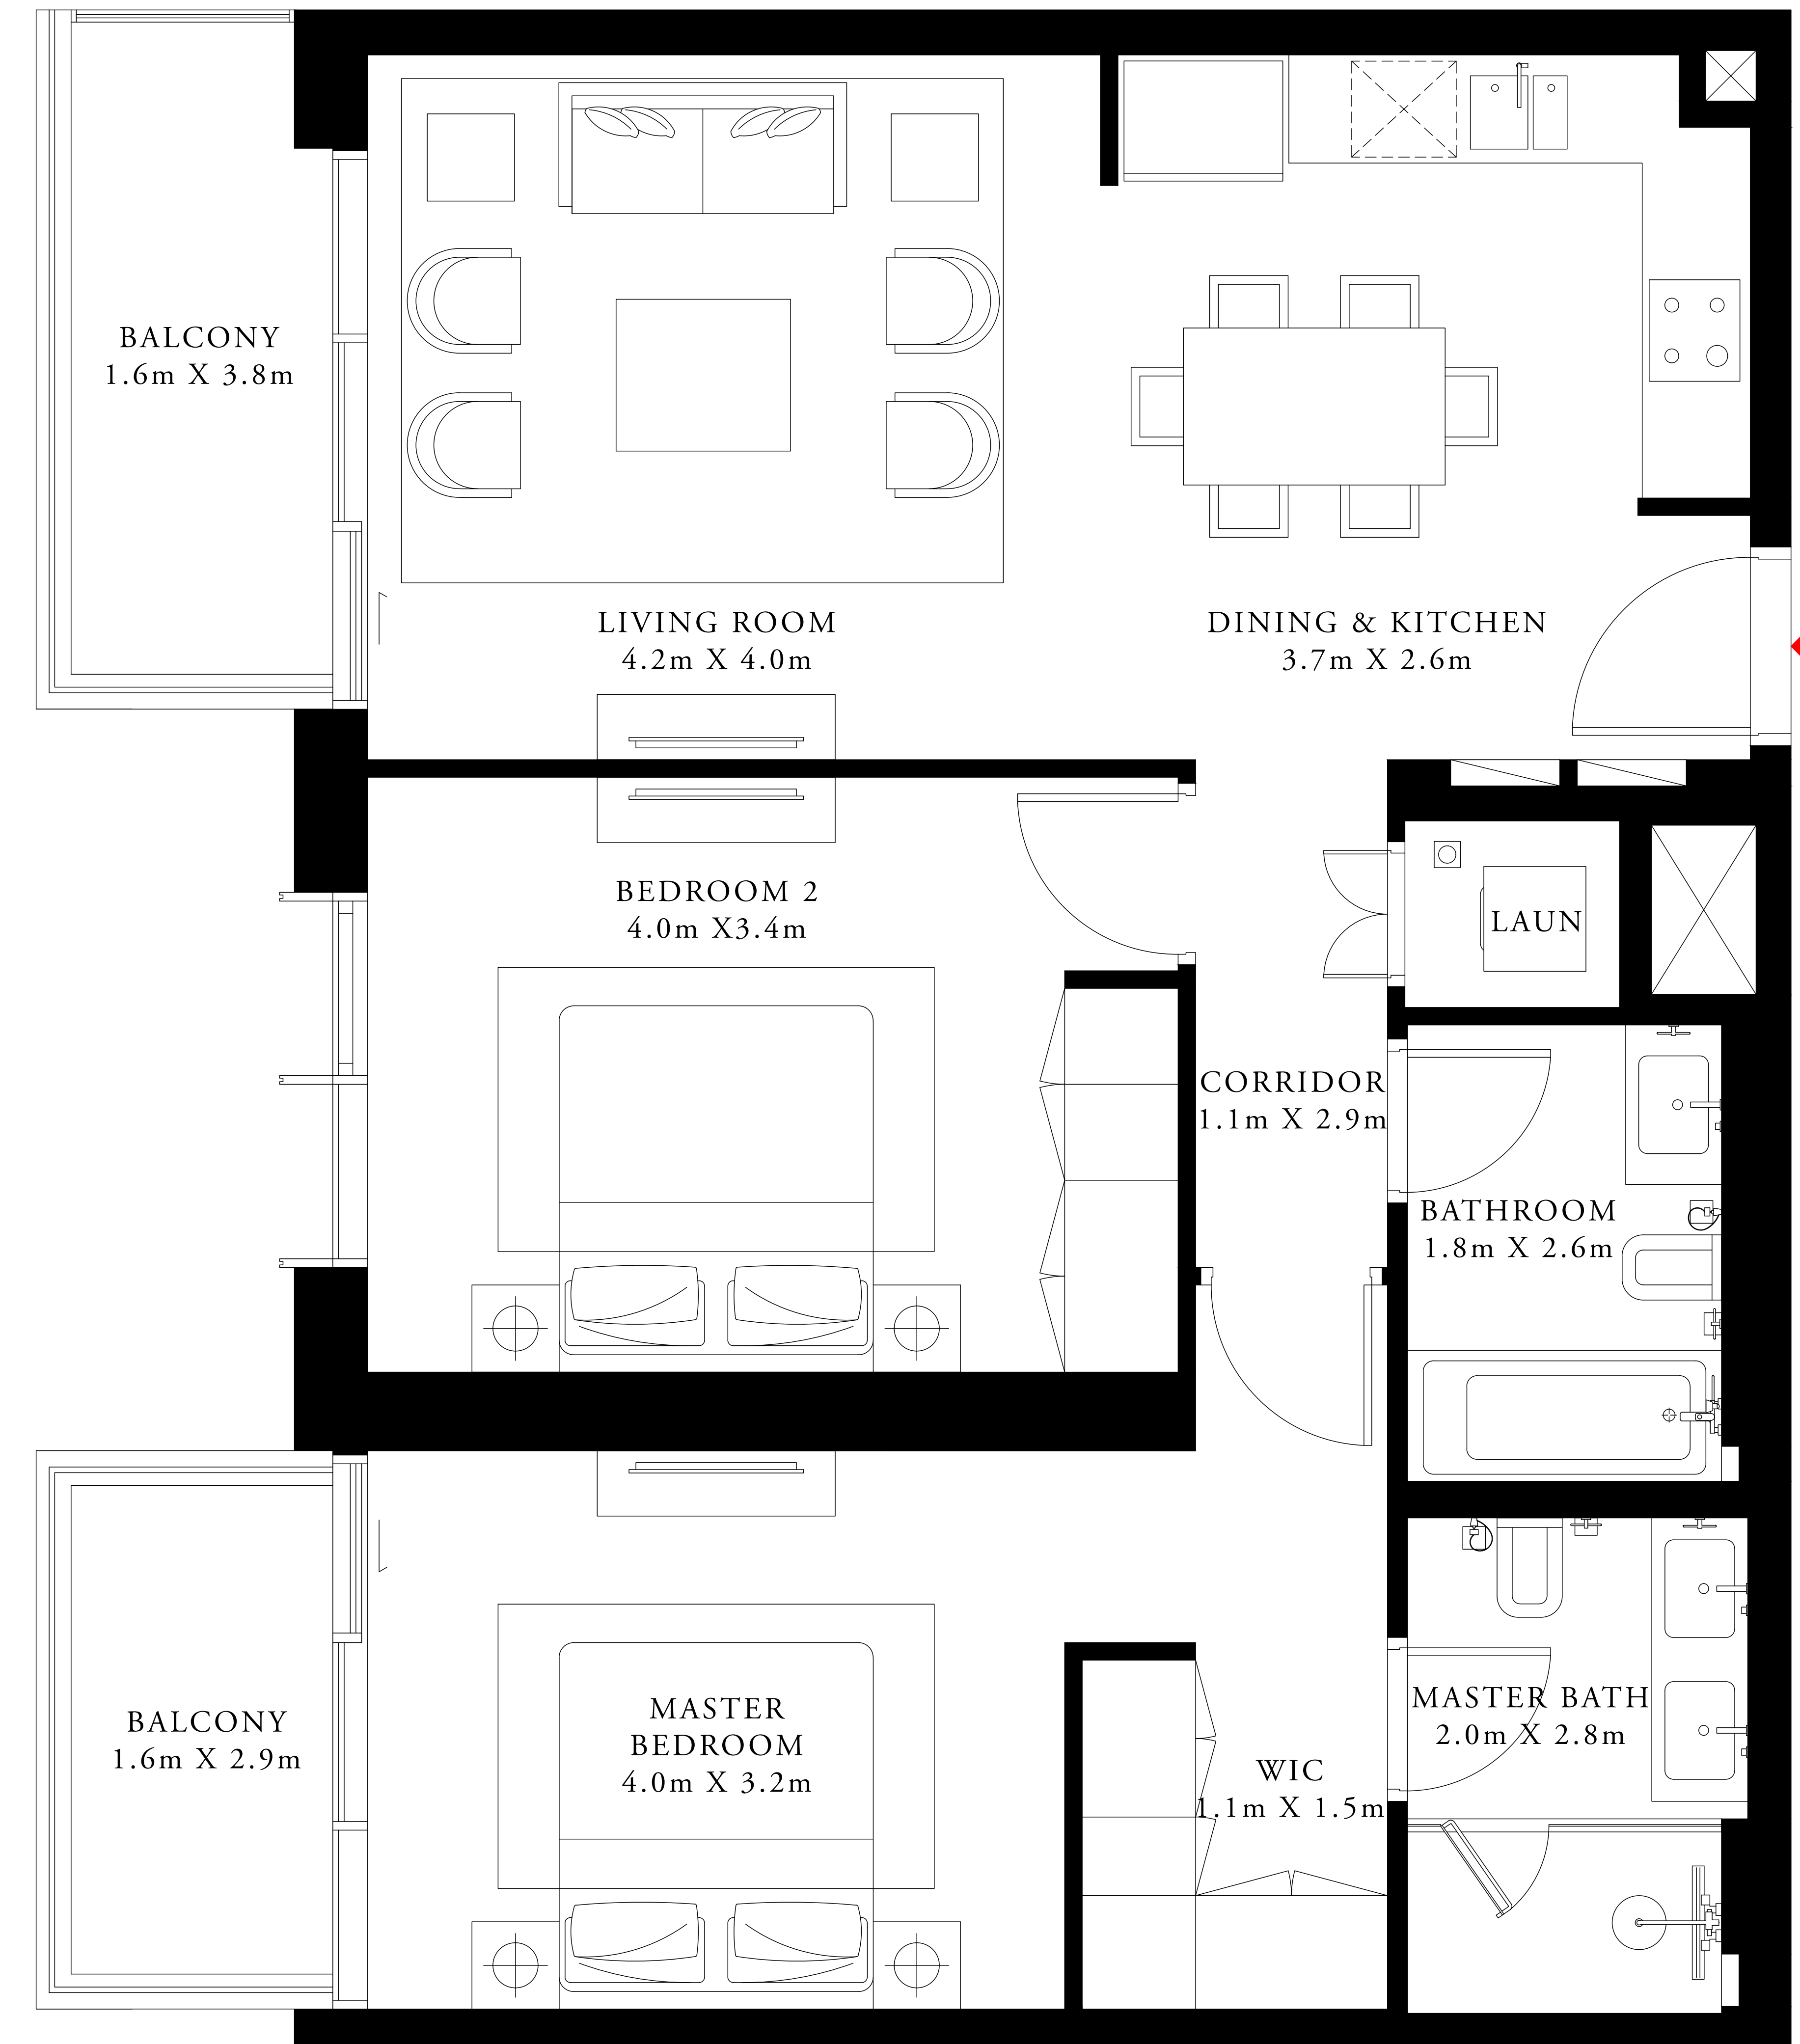 BALCONY
1.6m X 3.8m
LIVING ROOM
4.2m X 4.0m
DINING & KITCHEN
3.7m X 2.6m
BEDROOM 2
4.0m X3.4m
LAUN
CORRIDOR
1.1m X 2.9m
BATHROOM
1.8m X 2.6m
BALCONY
1.6m X 2.9m
MASTER
BEDROOM
4.0m X 3.2m
WIC
1.1m X 1.5m
MASTER BATH
2.0m X 2.8m